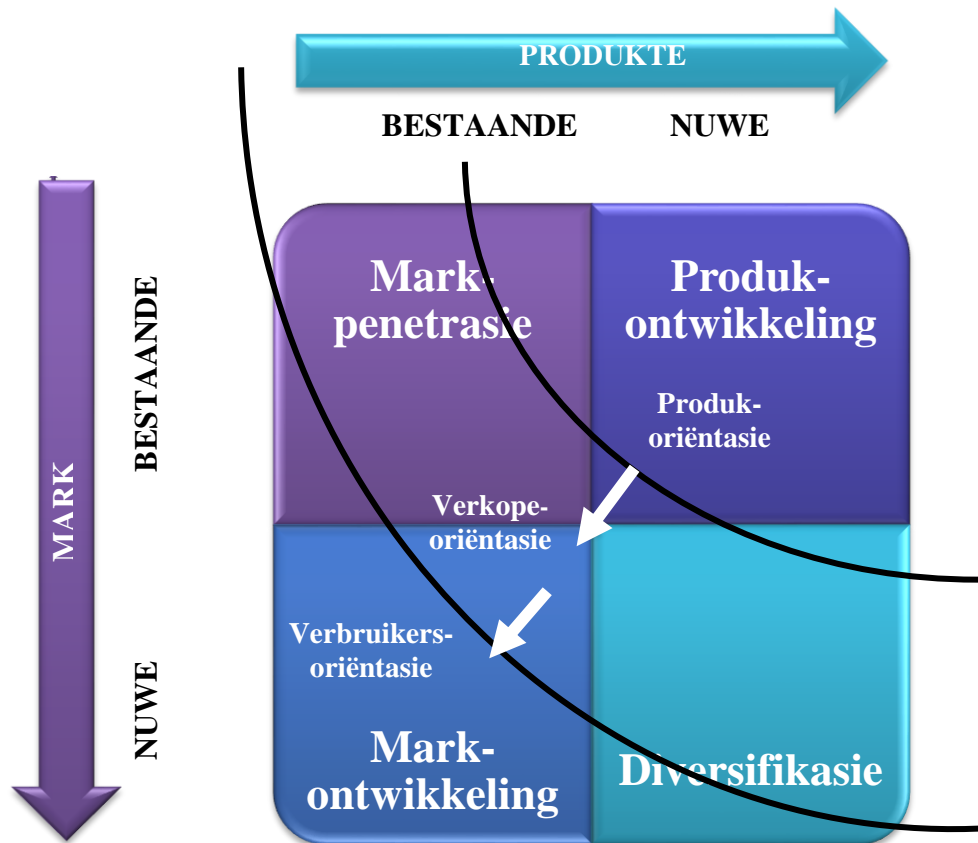 PRODUKTE
BESTAANDE NUWE
MARK
BESTAANDE
NUWE
Mark-
penetrasie
Produk-
ontwikkeling
Produk-
oriëntasie
Verkope-
oriëntasie
Verbruikers-
oriëntasie
Mark-
ontwikkeling
Diversifikasie